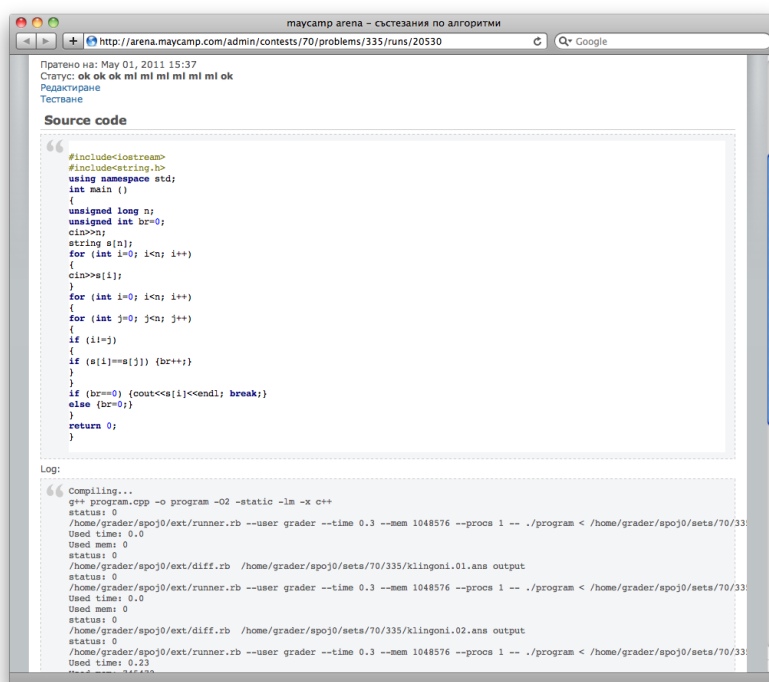 maycamp arena – състезания по алгоритми
http://arena.maycamp.com/admin/contests/70/problems/335/runs/20530
Google
Пратено на: May 01, 2011 15:37
Статус: ok ok ok ml ml ml ml ml ml ok
Редактиране
Тестване
Source code
#include<iostream>
#include<string.h>
using namespace std;
int main ()
{
unsigned long n;
unsigned int br=0;
cin>>n;
string s[n];
for (int i=0; i<n; i++)
{
cin>>s[i];
}
for (int i=0; i<n; i++)
{
for (int j=0; j<n; j++)
{
if (i!=j)
{
if (s[i]==s[j]) {br++;}
}
}
if (br==0) {cout<<s[i]<<endl; break;}
else {br=0;}
}
return 0;
}
Log:
Compiling...
g++ program.cpp -o program -O2 -static -lm -x c++
status: 0
/home/grader/spoj0/ext/runner.rb --user grader --time 0.3 --mem 1048576 --procs 1 -- ./program < /home/grader/spoj0/sets/70/335
Used time: 0.0
Used mem: 0
status: 0
/home/grader/spoj0/ext/diff.rb /home/grader/spoj0/sets/70/335/klingoni.01.ans output
status: 0
/home/grader/spoj0/ext/runner.rb --user grader --time 0.3 --mem 1048576 --procs 1 -- ./program < /home/grader/spoj0/sets/70/335
Used time: 0.0
Used mem: 0
status: 0
/home/grader/spoj0/ext/diff.rb /home/grader/spoj0/sets/70/335/klingoni.02.ans output
status: 0
/home/grader/spoj0/ext/runner.rb --user grader --time 0.3 --mem 1048576 --procs 1 -- ./program < /home/grader/spoj0/sets/70/335
Used time: 0.23